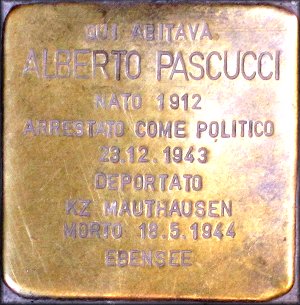 QUI ABITAVA
ALBERTO PASCUCCI
NATO 1912
ARRESTATO COME POLITICO
23.12.1943
DEPORTATO
KZ MAUTHAUSEN
MORTO 18.5.1944
EBENSEE